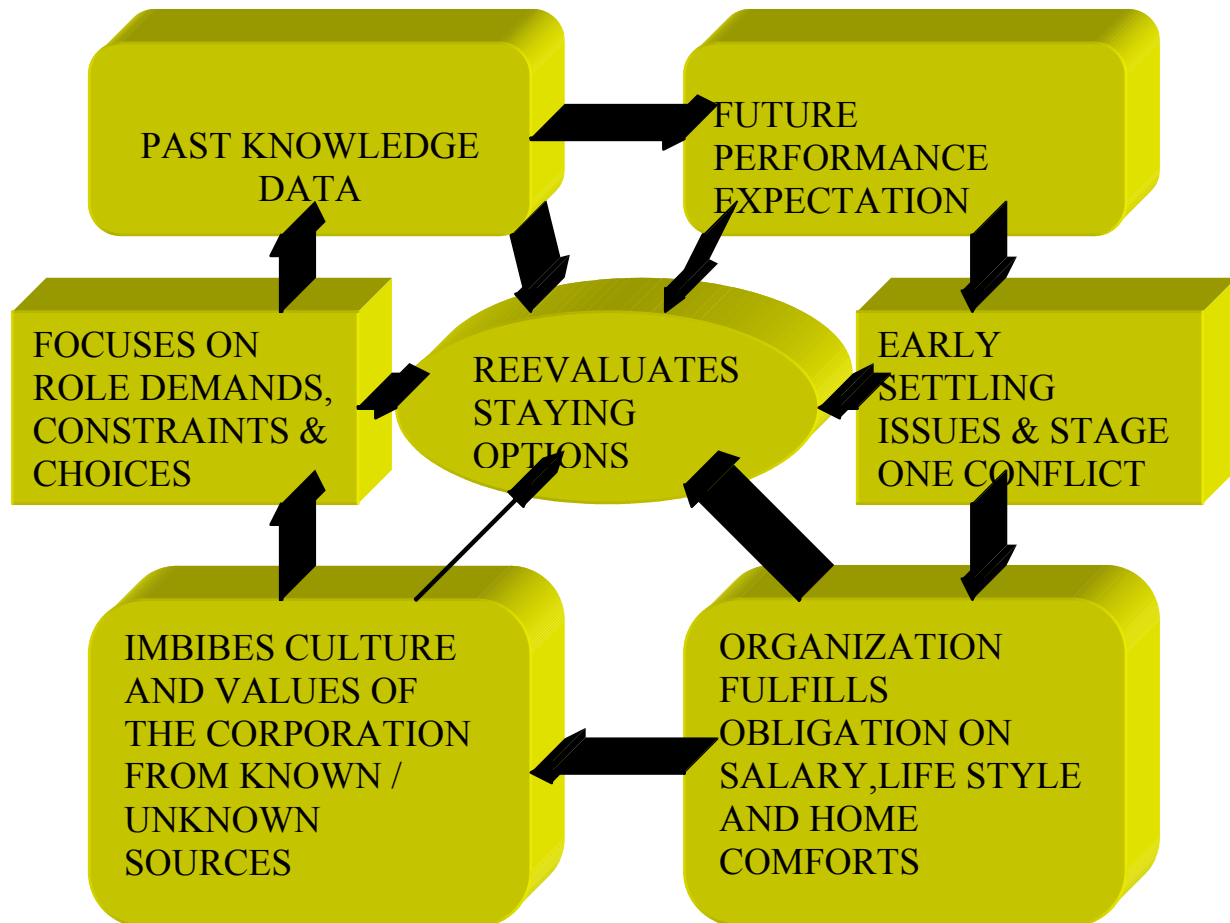 PAST KNOWLEDGE
DATA
FUTURE
PERFORMANCE
EXPECTATION
FOCUSES ON
ROLE DEMANDS,
CONSTRAINTS &
CHOICES
REEVALUATES
STAYING
OPTIONS
EARLY
SETTLING
ISSUES & STAGE
ONE CONFLICT
IMBIBES CULTURE
AND VALUES OF
THE CORPORATION
FROM KNOWN /
UNKNOWN
SOURCES
ORGANIZATION
FULFILLS
OBLIGATION ON
SALARY,LIFE STYLE
AND HOME
COMFORTS